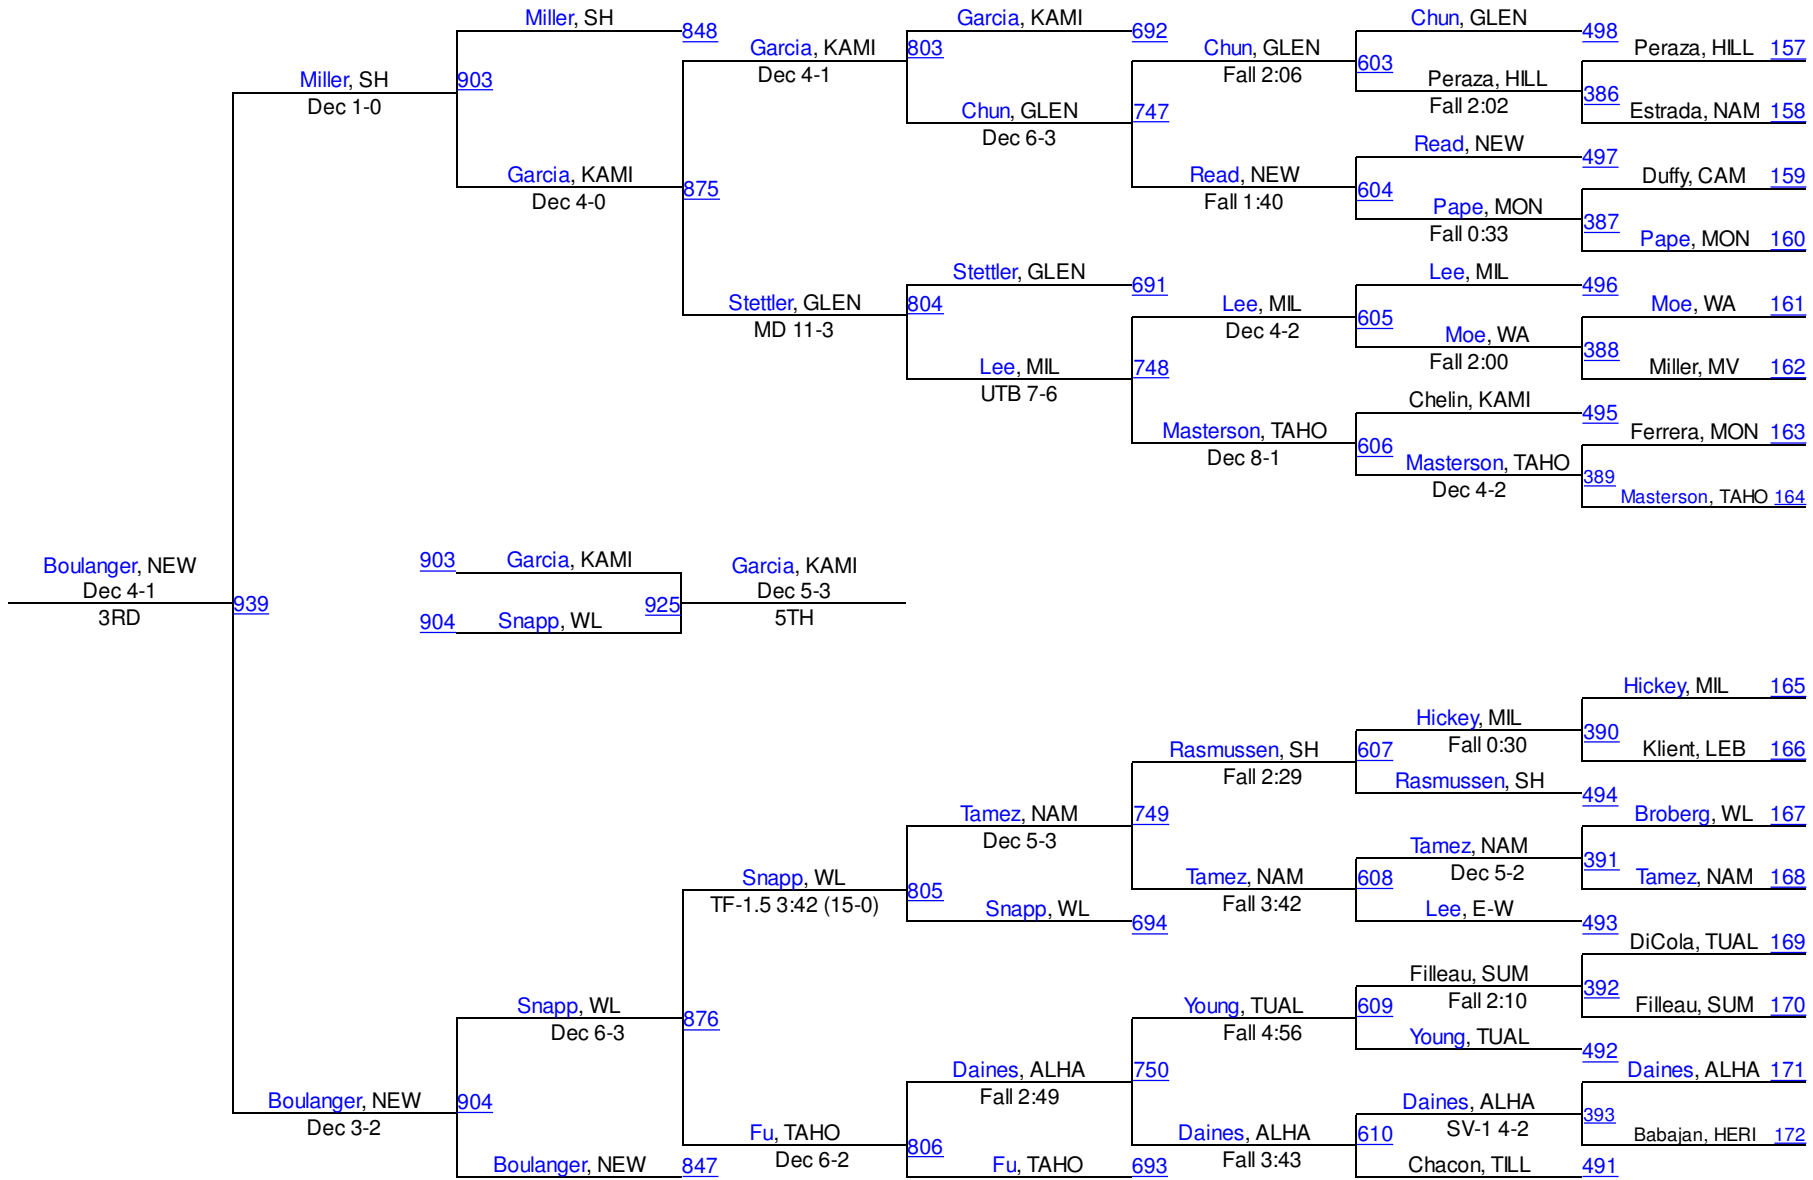 Miller, SH
848
Garcia, KAMI
692
Chun, GLEN
498
Garcia, KAMI
803
Dec 4-1
Chun, GLEN
603
Fall 2:06
Peraza, HILL 157
Miller, SH
903
Dec 1-0
Peraza, HILL
386
Fall 2:02
Estrada, NAM 158
Chun, GLEN
747
Dec 6-3
Read, NEW
497
Duffy, CAM 159
Garcia, KAMI
875
Dec 4-0
Read, NEW
604
Fall 1:40
Pape, MON
387
Fall 0:33
Pape, MON 160
Stettler, GLEN
691
Lee, MIL
496
Stettler, GLEN
804
MD 11-3
Lee, MIL
605
Dec 4-2
Moe, WA 161
Moe, WA
388
Fall 2:00
Miller, MV 162
Lee, MIL
748
UTB 7-6
Chelin, KAMI
495
Ferrera, MON 163
Masterson, TAHO
606
Dec 8-1
Masterson, TAHO
389
Dec 4-2
Masterson, TAHO 164
Boulanger, NEW
Dec 4-1
939
3RD
903 Garcia, KAMI
904 Snapp, WL
925
Garcia, KAMI
Dec 5-3
5TH
Hickey, MIL 165
Hickey, MIL
390
Fall 0:30
Klient, LEB 166
Rasmussen, SH
607
Fall 2:29
Rasmussen, SH
494
Broberg, WL 167
Tamez, NAM
749
Dec 5-3
Tamez, NAM
391
Dec 5-2
Tamez, NAM 168
Snapp, WL
805
TF-1.5 3:42 (15-0)
Tamez, NAM
608
Fall 3:42
Snapp, WL
694
Lee, E-W
493
DiCola, TUAL 169
Filleau, SUM
392
Fall 2:10
Filleau, SUM 170
Snapp, WL
876
Dec 6-3
Young, TUAL
609
Fall 4:56
Young, TUAL
492
Daines, ALHA 171
Daines, ALHA
750
Fall 2:49
Boulanger, NEW
904
Dec 3-2
Daines, ALHA
393
SV-1 4-2
Babajan, HERI 172
Fu, TAHO
806
Dec 6-2
Daines, ALHA
610
Fall 3:43
Boulanger, NEW
847
Fu, TAHO
693
Chacon, TILL
491